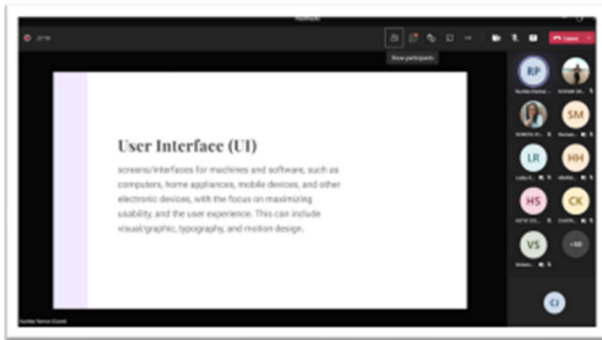 Leave
Show participants
RP
SM
LR
HH
HS
CK
VS
CJ
User Interface (UI)
screens/interfaces for machines and software, such as
computers, home appliances, mobile devices, and other
electronic devices, with the focus on maximizing
usability, and the user experience. This can include
visual/graphic, typography, and motion design.